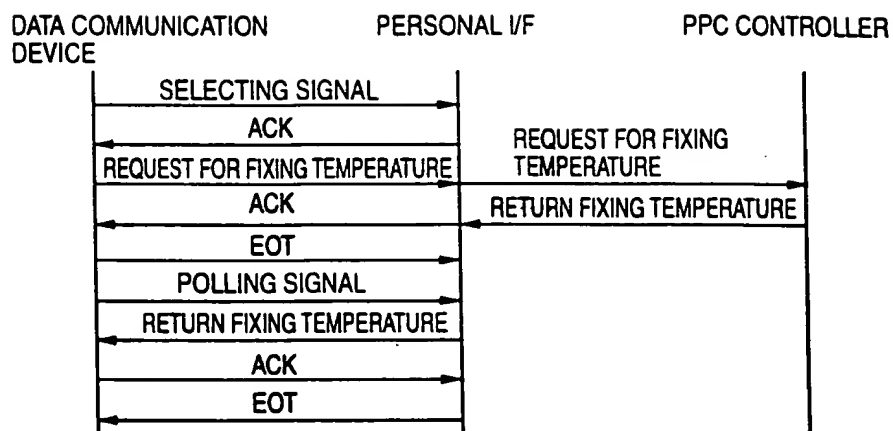 DATA COMMUNICATION DEVICE
PERSONAL I/F
PPC CONTROLLER
SELECTING SIGNAL
ACK
REQUEST FOR FIXING TEMPERATURE
REQUEST FOR FIXING
TEMPERATURE
ACK
RETURN FIXING TEMPERATURE
EOT
POLLING SIGNAL
RETURN FIXING TEMPERATURE
ACK
EOT